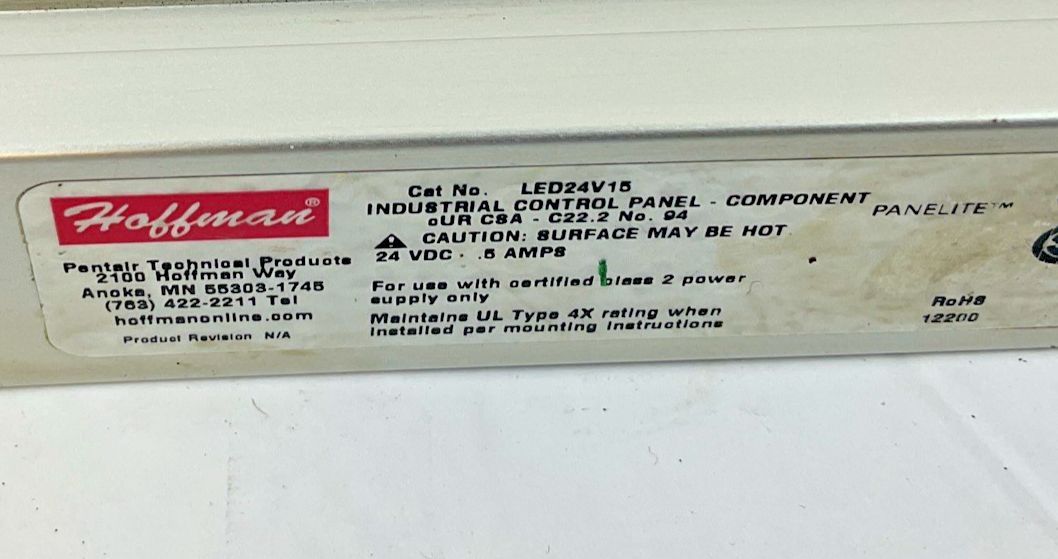 Hoffman®
Pentair Technical Products
2100 Hoffman Way
Anoka, MN 55303-1745
(763) 422-2211 Tel
hoffmanonline.com
Product Revision N/A
Cat No. LED24V15
INDUSTRIAL CONTROL PANEL - COMPONENT
cUR CSA - C22.2 No. 94
CAUTION: SURFACE MAY BE HOT
24 VDC · .5 AMPS
For use with certified class 2 power
supply only
Maintains UL Type 4X rating when
installed per mounting instructions
PANELITE™
RoHS
12200